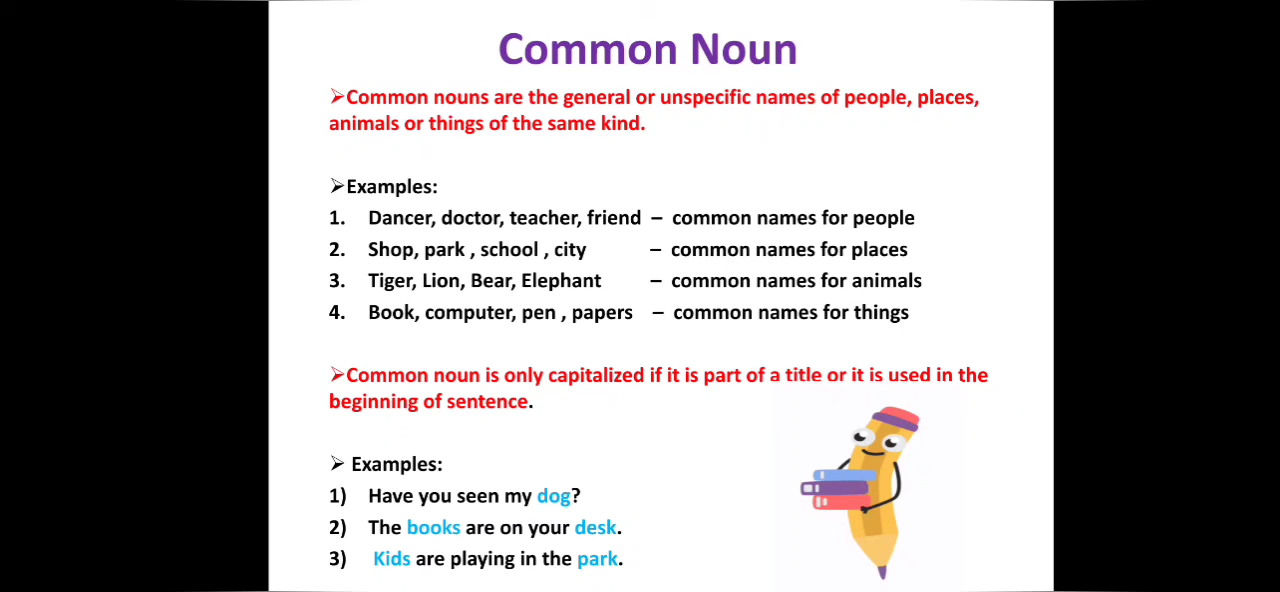 Common Noun
➢Common nouns are the general or unspecific names of people, places,
animals or things of the same kind.
➢Examples:
1. Dancer, doctor, teacher, friend – common names for people
2. Shop, park , school , city – common names for places
3. Tiger, Lion, Bear, Elephant – common names for animals
4. Book, computer, pen , papers – common names for things
➢Common noun is only capitalized if it is part of a title or it is used in the
beginning of sentence.
➢ Examples:
1) Have you seen my dog?
2) The books are on your desk.
3) Kids are playing in the park.